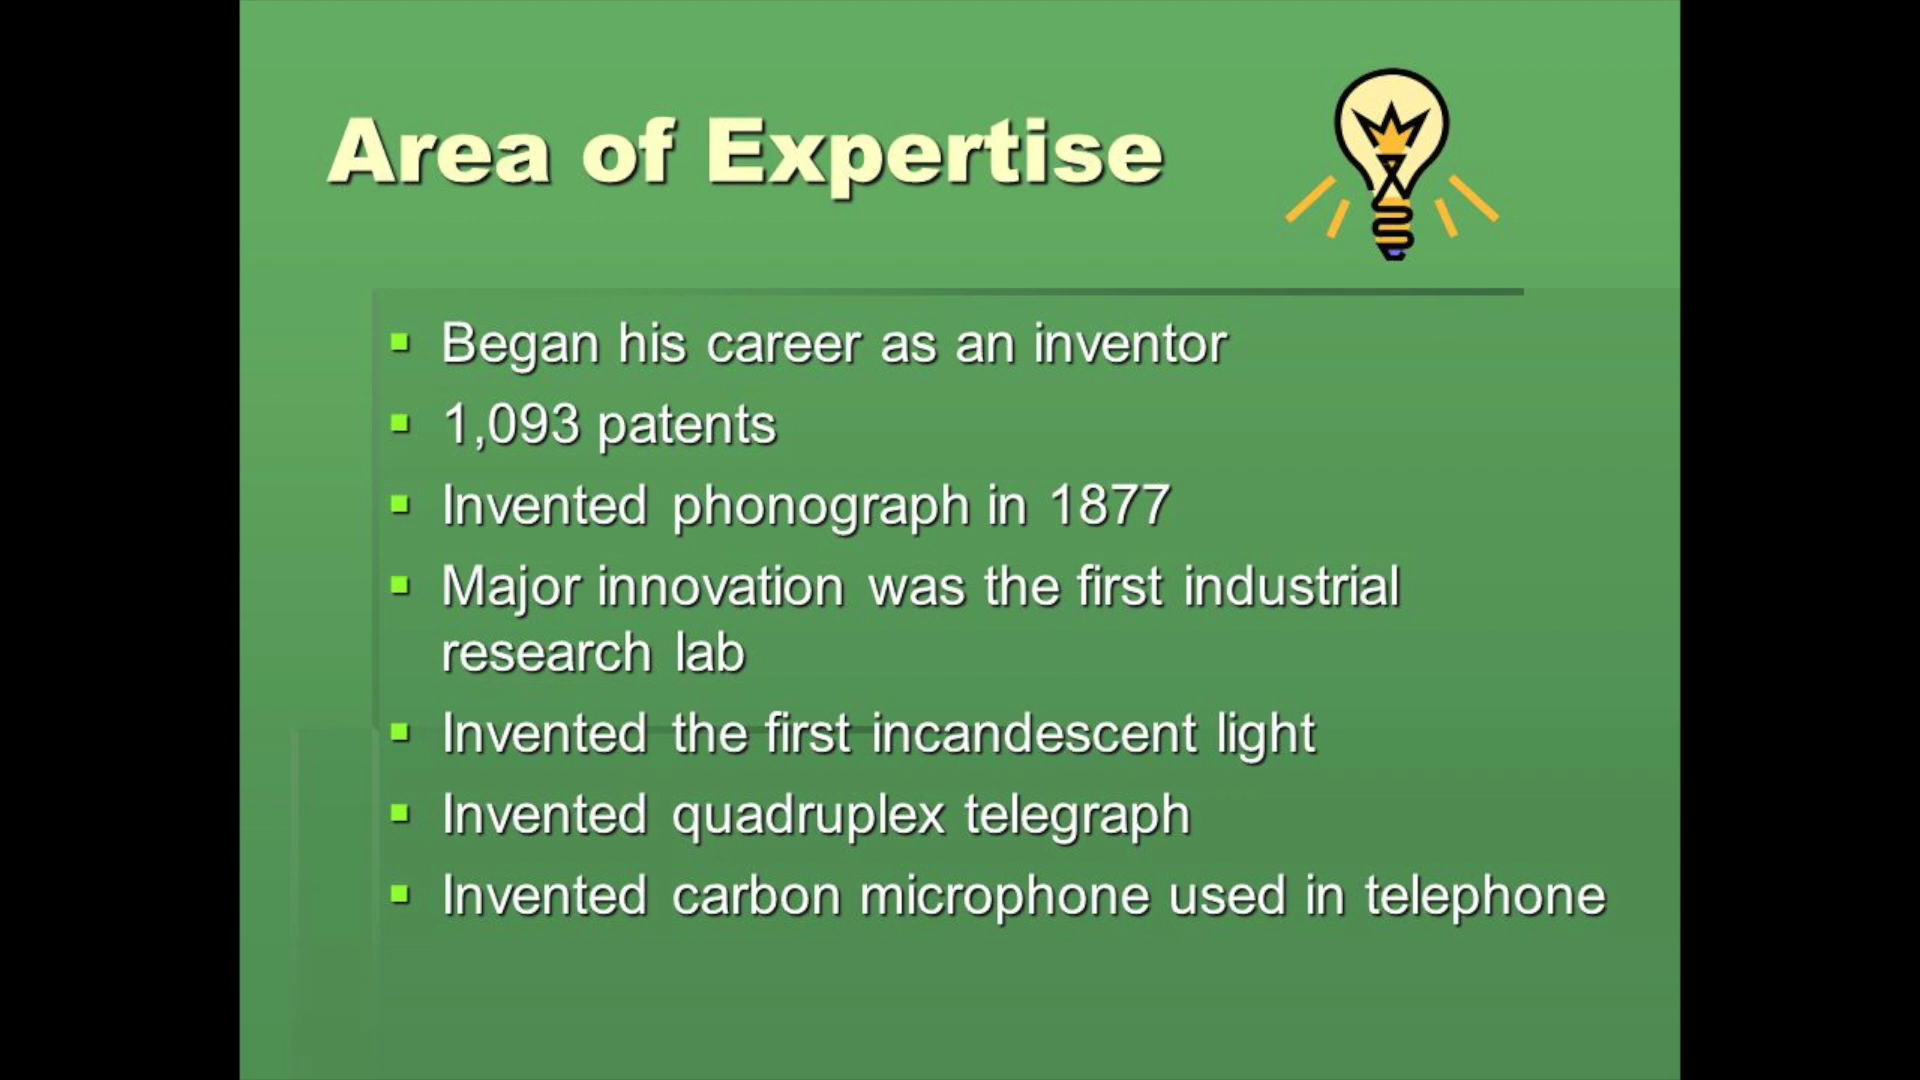 Area of Expertise
Began his career as an inventor
1,093 patents
Invented phonograph in 1877
Major innovation was the first industrial
research lab
Invented the first incandescent light
Invented quadruplex telegraph
Invented carbon microphone used in telephone